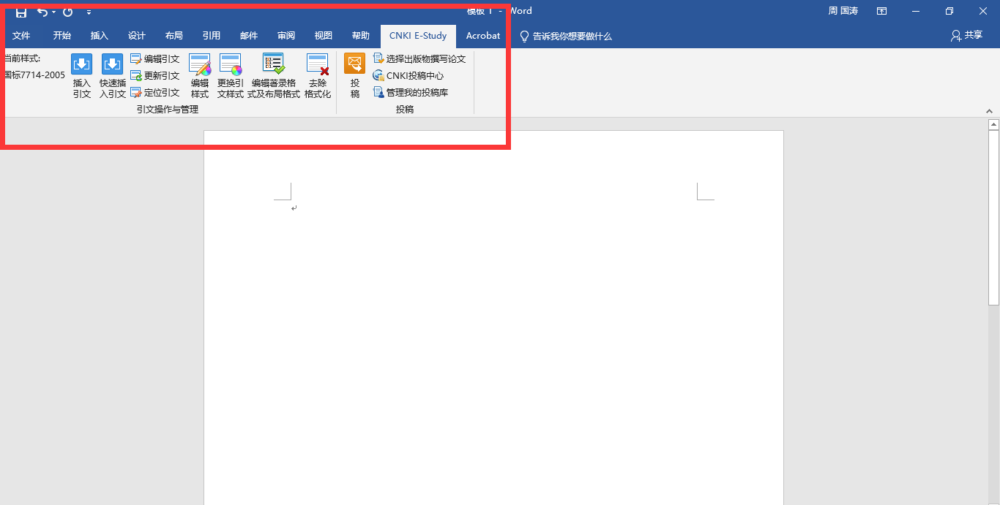 模板 1 - Word
周 国涛
文件 开始 插入 设计 布局 引用 邮件 审阅 视图 帮助 CNKI E-Study Acrobat 告诉我你想要做什么 共享
当前样式:
国标7714-2005
插入
引文
快速插
入引文
编辑引文
更新引文
定位引文
编辑
样式
更换引
文样式
编辑著录格
式及布局格式
去除
格式化
引文操作与管理
投
稿
选择出版物撰写论文
CNKI投稿中心
管理我的投稿库
投稿